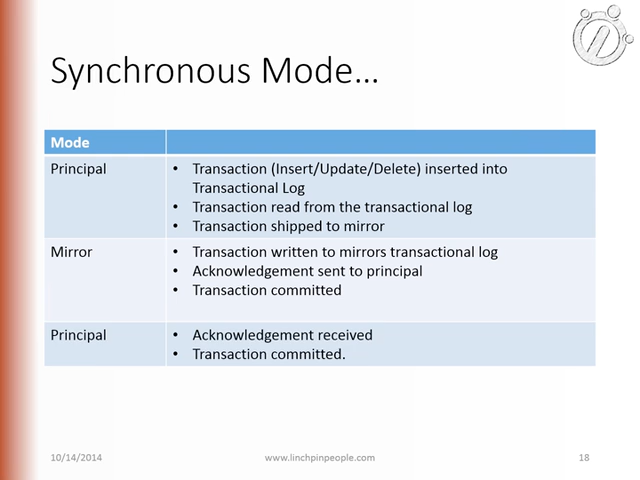 Synchronous Mode…
Mode
Principal
• Transaction (Insert/Update/Delete) inserted into
Transactional Log
• Transaction read from the transactional log
• Transaction shipped to mirror
Mirror
• Transaction written to mirrors transactional log
• Acknowledgement sent to principal
• Transaction committed
Principal
• Acknowledgement received
• Transaction committed.
10/14/2014
www.linchpinpeople.com
18